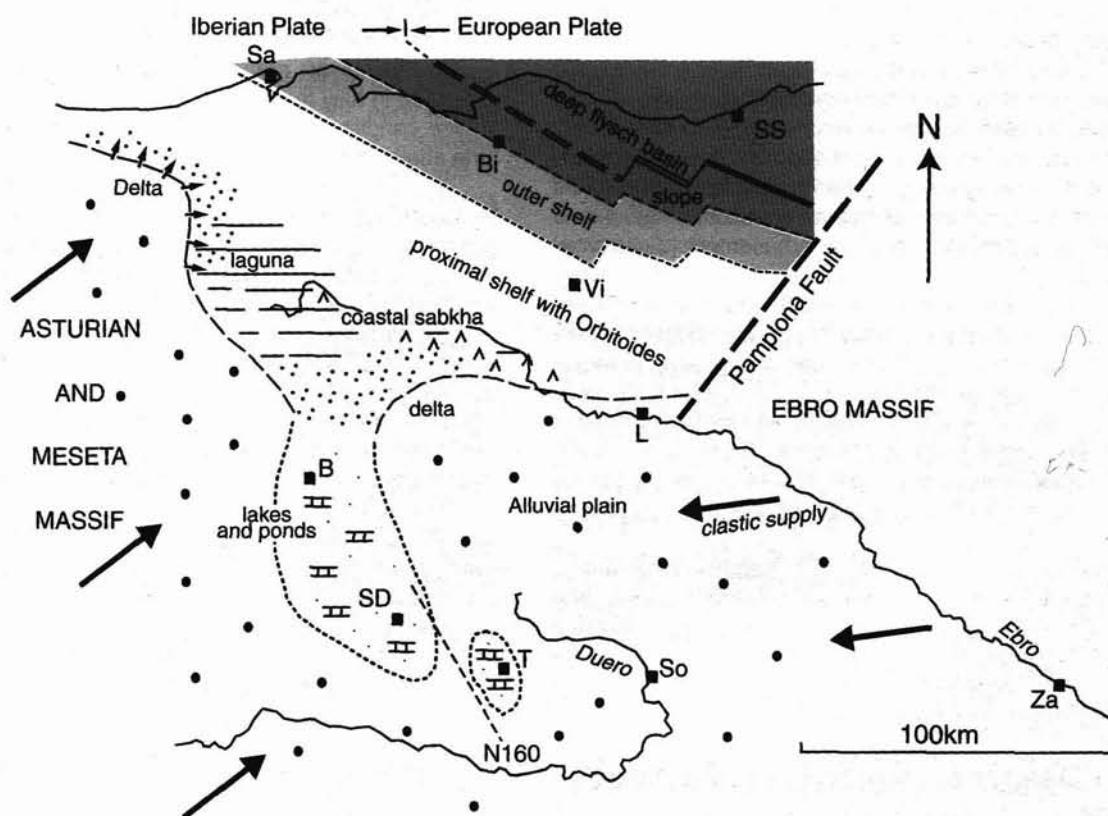 Iberian Plate
European Plate
Sa
deep flysch basin
SS
N
Bi
slope
Delta
outer shelf
laguna
Vi
proximal shelf with Orbitoides
Pamplona Fault
coastal sabkha
ASTURIAN
AND
MESETA
MASSIF
delta
L
EBRO MASSIF
B
Alluvial plain
clastic supply
lakes
and ponds
SD
T
Duero
So
Ebro
Za
N160
100km